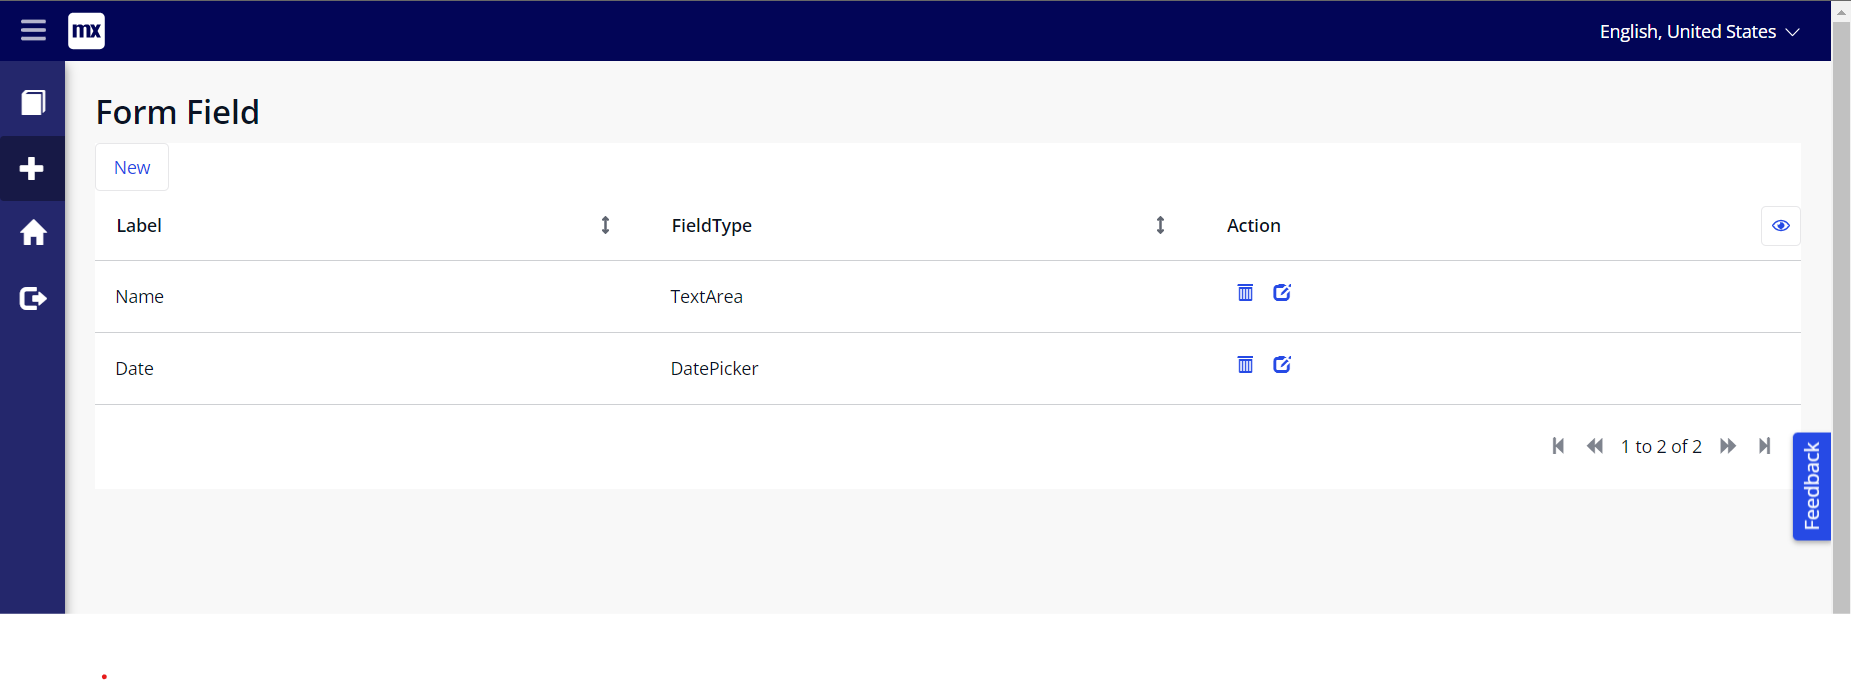 mx
English, United States
Form Field
New
Label FieldType Action
Name TextArea
Date DatePicker
1 to 2 of 2
Feedback